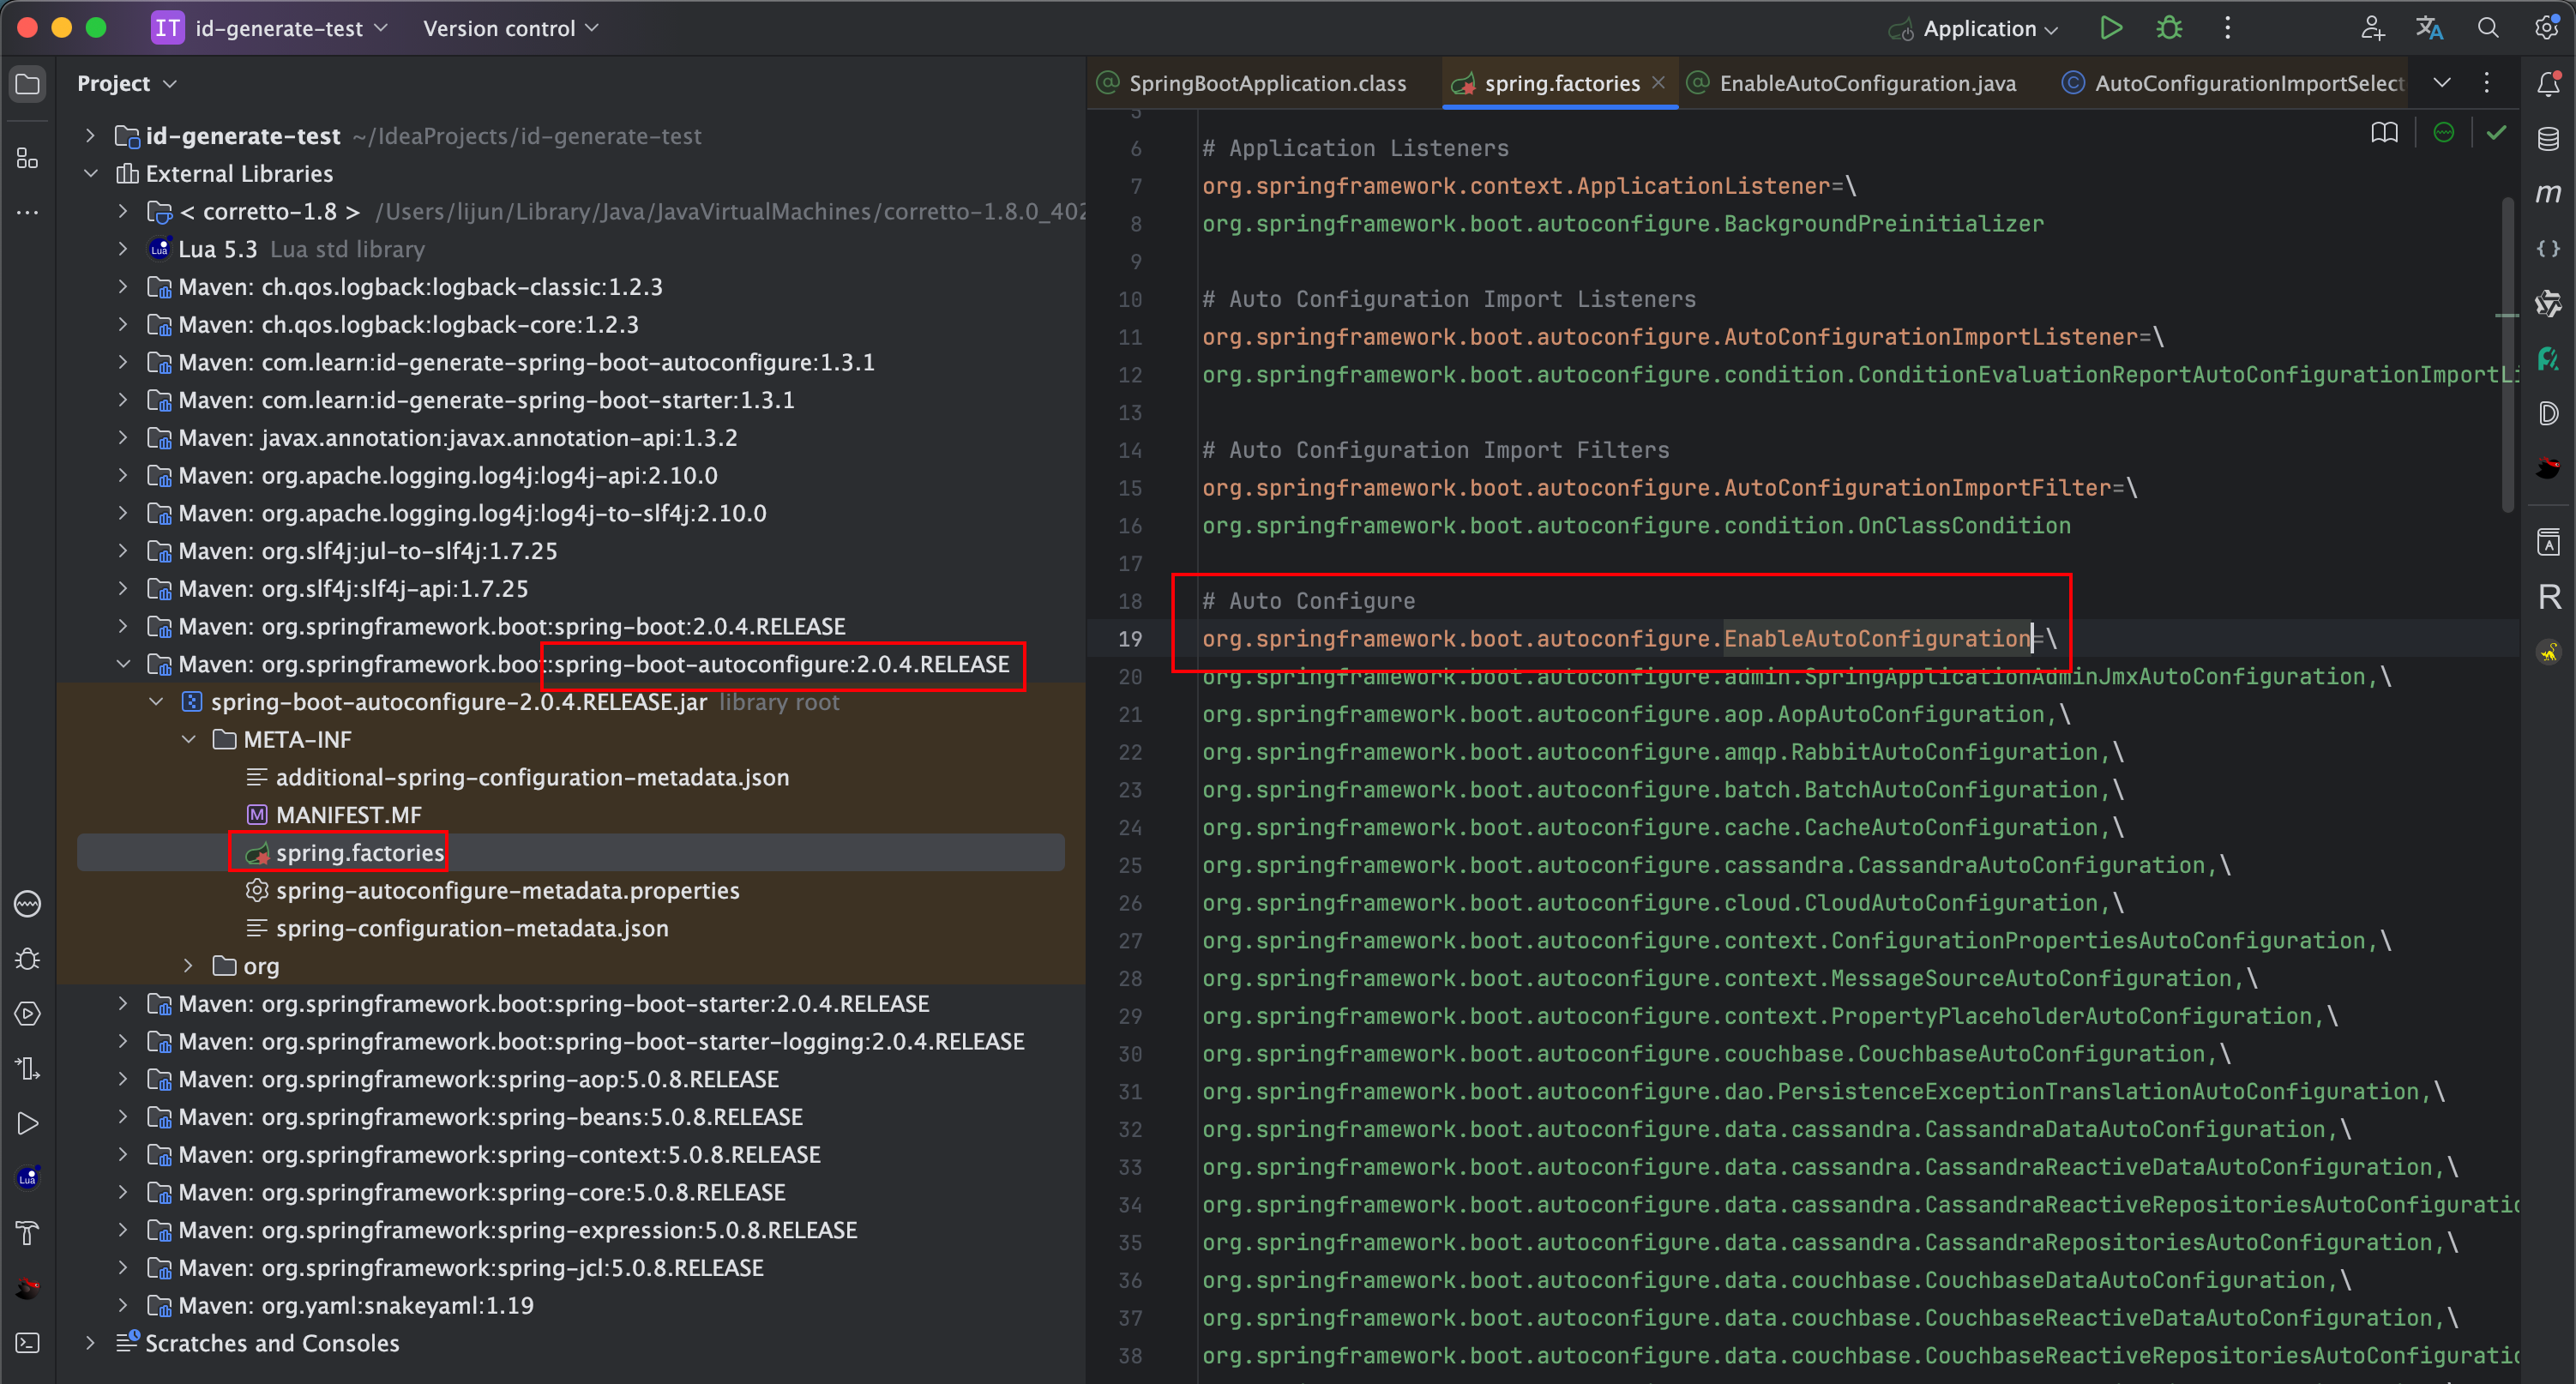 IT id-generate-test Version control Application
Project
id-generate-test ~/IdeaProjects/id-generate-test
External Libraries
< corretto-1.8 > /Users/lijun/Library/Java/JavaVirtualMachines/corretto-1.8.0_402
Lua Lua 5.3 Lua std library
Maven: ch.qos.logback:logback-classic:1.2.3
Maven: ch.qos.logback:logback-core:1.2.3
Maven: com.learn:id-generate-spring-boot-autoconfigure:1.3.1
Maven: com.learn:id-generate-spring-boot-starter:1.3.1
Maven: javax.annotation:javax.annotation-api:1.3.2
Maven: org.apache.logging.log4j:log4j-api:2.10.0
Maven: org.apache.logging.log4j:log4j-to-slf4j:2.10.0
Maven: org.slf4j:jul-to-slf4j:1.7.25
Maven: org.slf4j:slf4j-api:1.7.25
Maven: org.springframework.boot:spring-boot:2.0.4.RELEASE
Maven: org.springframework.boot:spring-boot-autoconfigure:2.0.4.RELEASE
spring-boot-autoconfigure-2.0.4.RELEASE.jar library root
META-INF
additional-spring-configuration-metadata.json
M MANIFEST.MF
spring.factories
spring-autoconfigure-metadata.properties
spring-configuration-metadata.json
org
Maven: org.springframework.boot:spring-boot-starter:2.0.4.RELEASE
Maven: org.springframework.boot:spring-boot-starter-logging:2.0.4.RELEASE
Maven: org.springframework:spring-aop:5.0.8.RELEASE
Maven: org.springframework:spring-beans:5.0.8.RELEASE
Maven: org.springframework:spring-context:5.0.8.RELEASE
Maven: org.springframework:spring-core:5.0.8.RELEASE
Maven: org.springframework:spring-expression:5.0.8.RELEASE
Maven: org.springframework:spring-jcl:5.0.8.RELEASE
Maven: org.yaml:snakeyaml:1.19
Scratches and Consoles
SpringBootApplication.class spring.factories EnableAutoConfiguration.java AutoConfigurationImportSelect
5
6 # Application Listeners
7 org.springframework.context.ApplicationListener=\
8 org.springframework.boot.autoconfigure.BackgroundPreinitializer
9
10 # Auto Configuration Import Listeners
11 org.springframework.boot.autoconfigure.AutoConfigurationImportListener=\
12 org.springframework.boot.autoconfigure.condition.ConditionEvaluationReportAutoConfigurationImportLi
13
14 # Auto Configuration Import Filters
15 org.springframework.boot.autoconfigure.AutoConfigurationImportFilter=\
16 org.springframework.boot.autoconfigure.condition.OnClassCondition
17
18 # Auto Configure
19 org.springframework.boot.autoconfigure.EnableAutoConfiguration=\
20 org.springframework.boot.autoconfigure.admin.SpringApplicationAdminJmxAutoConfiguration,\
21 org.springframework.boot.autoconfigure.aop.AopAutoConfiguration,\
22 org.springframework.boot.autoconfigure.amqp.RabbitAutoConfiguration,\
23 org.springframework.boot.autoconfigure.batch.BatchAutoConfiguration,\
24 org.springframework.boot.autoconfigure.cache.CacheAutoConfiguration,\
25 org.springframework.boot.autoconfigure.cassandra.CassandraAutoConfiguration,\
26 org.springframework.boot.autoconfigure.cloud.CloudAutoConfiguration,\
27 org.springframework.boot.autoconfigure.context.ConfigurationPropertiesAutoConfiguration,\
28 org.springframework.boot.autoconfigure.context.MessageSourceAutoConfiguration,\
29 org.springframework.boot.autoconfigure.context.PropertyPlaceholderAutoConfiguration,\
30 org.springframework.boot.autoconfigure.couchbase.CouchbaseAutoConfiguration,\
31 org.springframework.boot.autoconfigure.dao.PersistenceExceptionTranslationAutoConfiguration,\
32 org.springframework.boot.autoconfigure.data.cassandra.CassandraDataAutoConfiguration,\
33 org.springframework.boot.autoconfigure.data.cassandra.CassandraReactiveDataAutoConfiguration,\
34 org.springframework.boot.autoconfigure.data.cassandra.CassandraReactiveRepositoriesAutoConfiguratio
35 org.springframework.boot.autoconfigure.data.cassandra.CassandraRepositoriesAutoConfiguration,\
36 org.springframework.boot.autoconfigure.data.couchbase.CouchbaseDataAutoConfiguration,\
37 org.springframework.boot.autoconfigure.data.couchbase.CouchbaseReactiveDataAutoConfiguration,\
38 org.springframework.boot.autoconfigure.data.couchbase.CouchbaseReactiveRepositoriesAutoConfiguratio